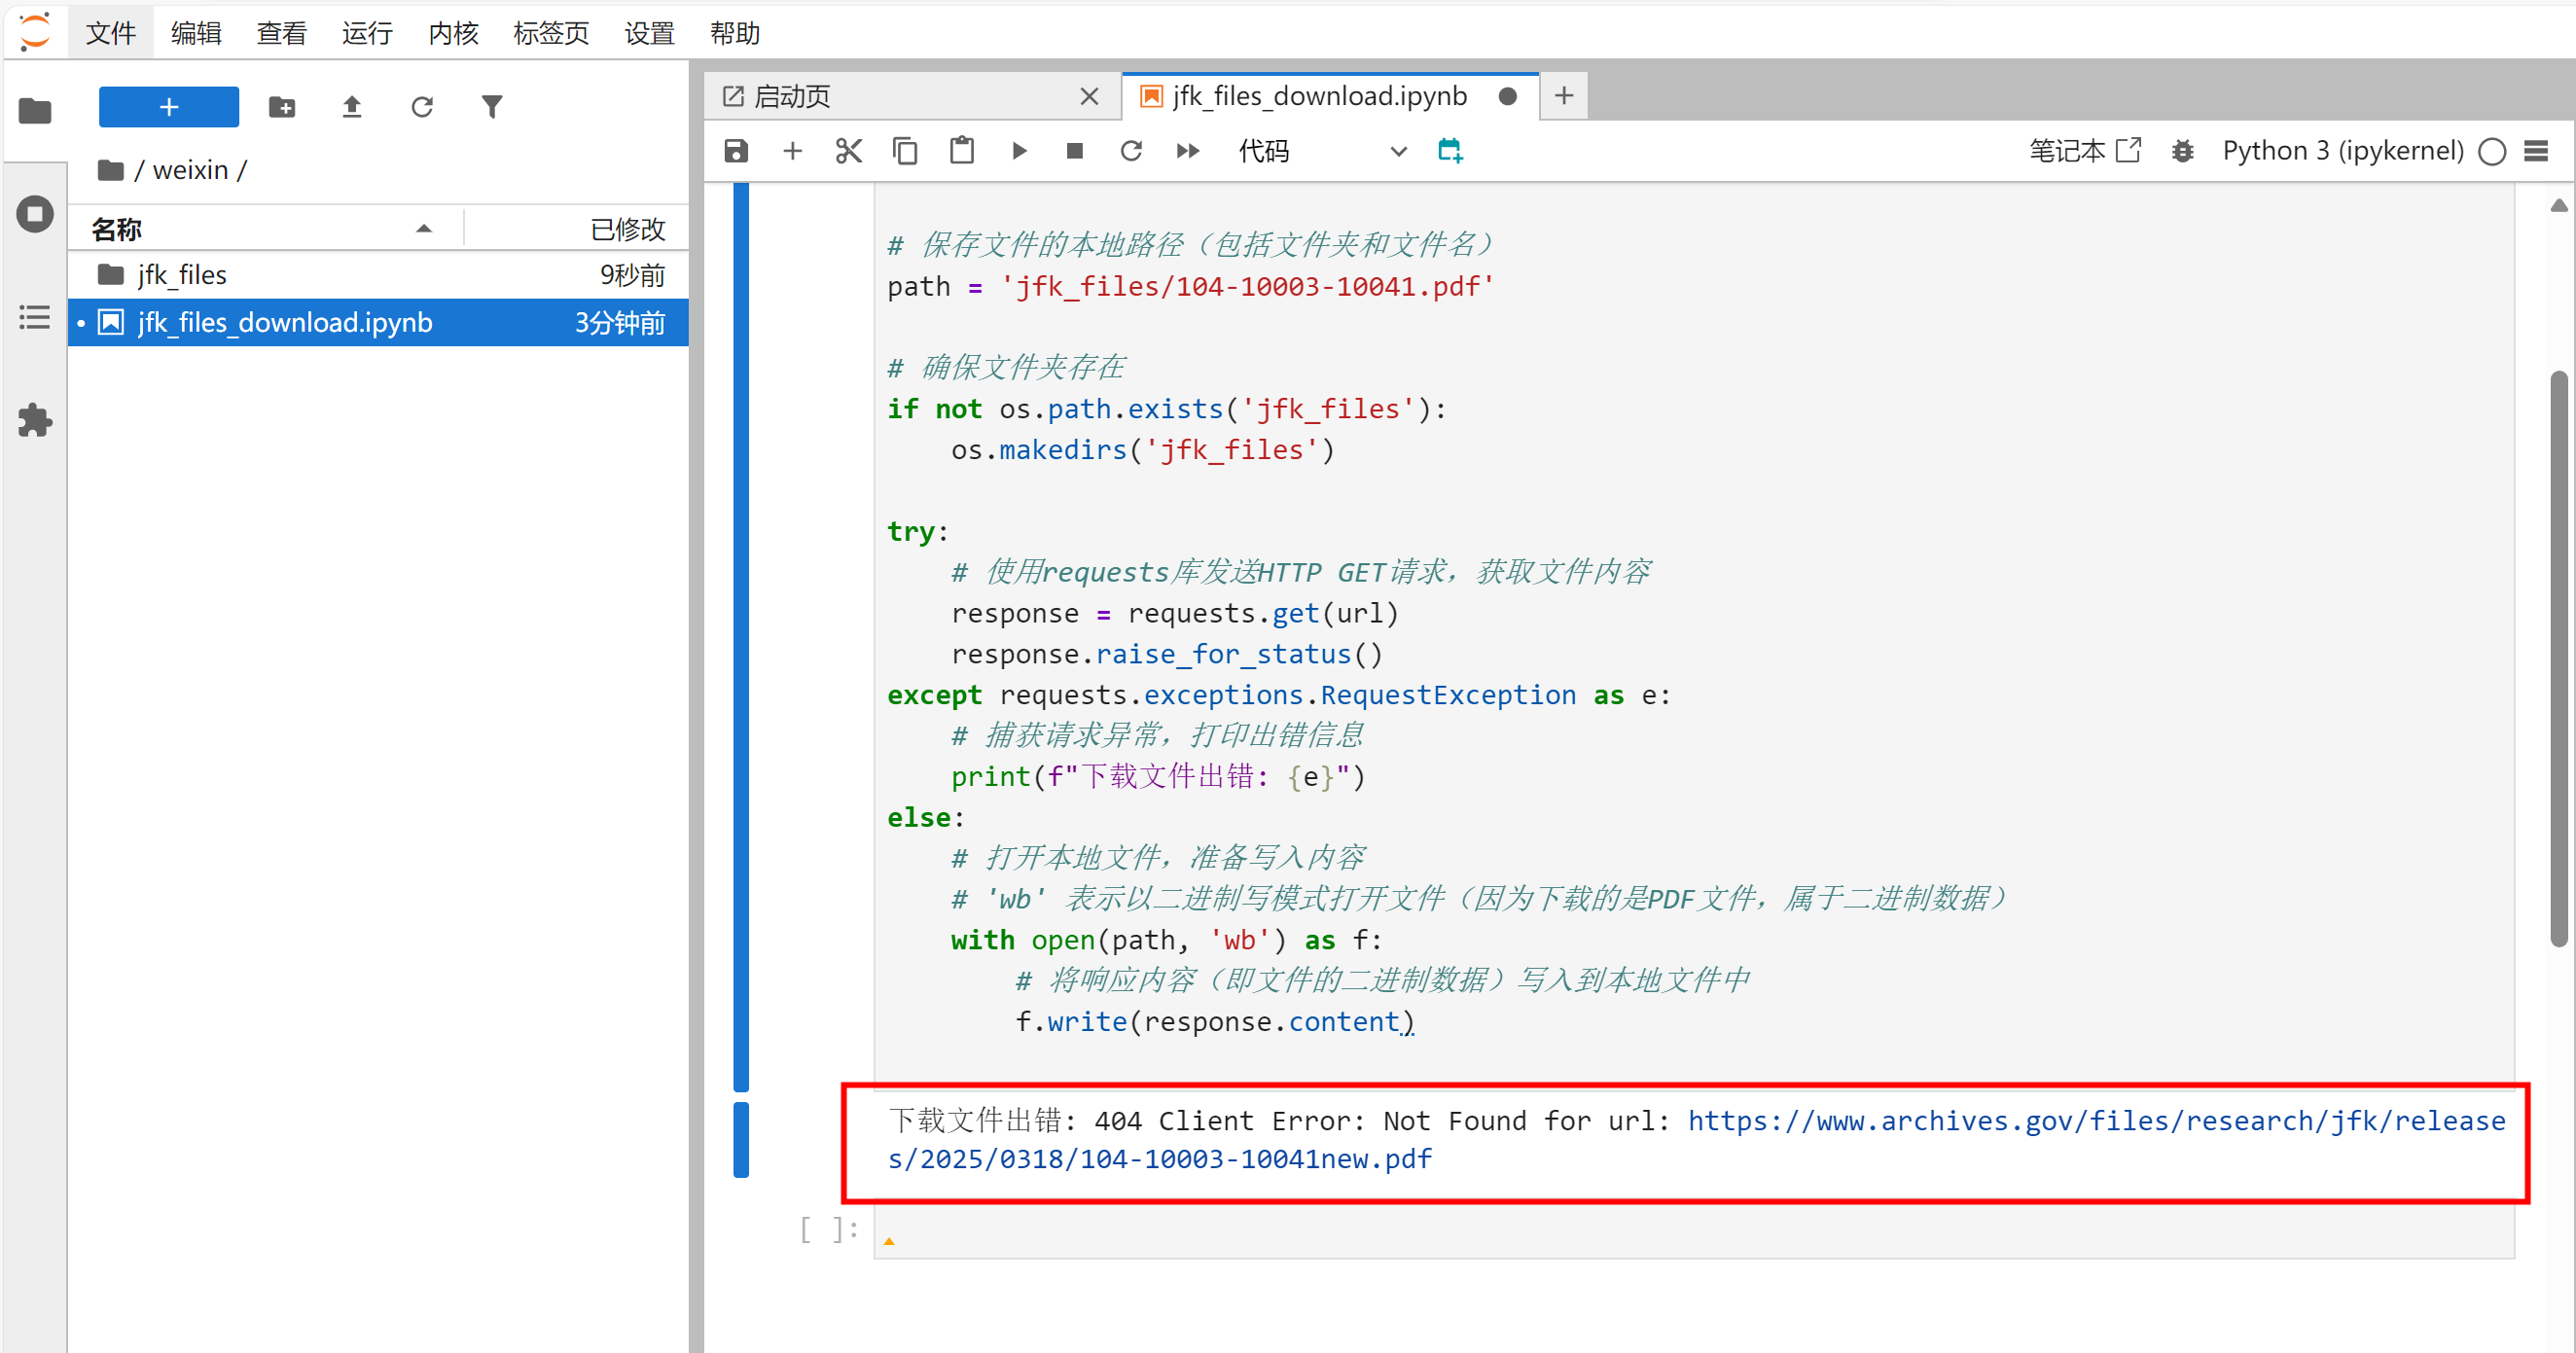 文件 编辑 查看 运行 内核 标签页 设置 帮助
+
/ weixin /
名称 已修改
jfk_files 9秒前
jfk_files_download.ipynb 3分钟前
启动页 jfk_files_download.ipynb
代码 笔记本 Python 3 (ipykernel)
# 保存文件的本地路径（包括文件夹和文件名）
path = 'jfk_files/104-10003-10041.pdf'
# 确保文件夹存在
if not os.path.exists('jfk_files'):
    os.makedirs('jfk_files')
try:
    # 使用requests库发送HTTP GET请求，获取文件内容
    response = requests.get(url)
    response.raise_for_status()
except requests.exceptions.RequestException as e:
    # 捕获请求异常，打印出错信息
    print(f"下载文件出错: {e}")
else:
    # 打开本地文件，准备写入内容
    # 'wb' 表示以二进制写模式打开文件（因为下载的是PDF文件，属于二进制数据）
    with open(path, 'wb') as f:
        # 将响应内容（即文件的二进制数据）写入到本地文件中
        f.write(response.content)
下载文件出错: 404 Client Error: Not Found for url: https://www.archives.gov/files/research/jfk/release
s/2025/0318/104-10003-10041new.pdf
[ ]: